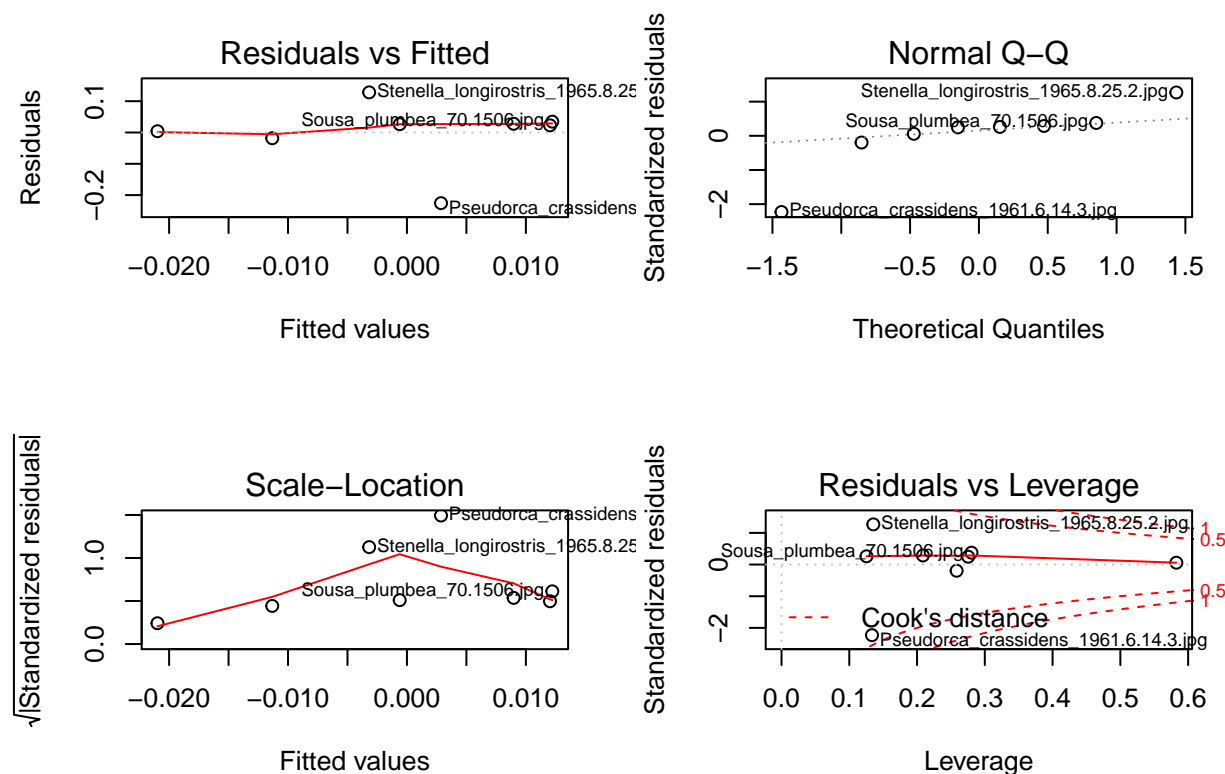 Residuals vs Fitted
Residuals
0.1
−0.2
Stenella_longirostris_1965.8.25
Sousa_plumbea_70.1506.jpg
Pseudorca_crassidens
−0.020 −0.010 0.000 0.010
Fitted values
Normal Q−Q
Standardized residuals
0
−2
Stenella_longirostris_1965.8.25.2.jpg
Sousa_plumbea_70.1506.jpg
Pseudorca_crassidens_1961.6.14.3.jpg
−1.5 −0.5 0.0 0.5 1.0 1.5
Theoretical Quantiles
Scale−Location
√|Standardized residuals|
1.0
0.0
Pseudorca_crassidens
Stenella_longirostris_1965.8.25
Sousa_plumbea_70.1506.jpg
−0.020 −0.010 0.000 0.010
Fitted values
Residuals vs Leverage
Standardized residuals
0
−2
Stenella_longirostris_1965.8.25.2.jpg
Sousa_plumbea_70.1506.jpg
Cook's distance
Pseudorca_crassidens_1961.6.14.3.jpg
1
0.5
0.5
1
0.0 0.1 0.2 0.3 0.4 0.5 0.6
Leverage